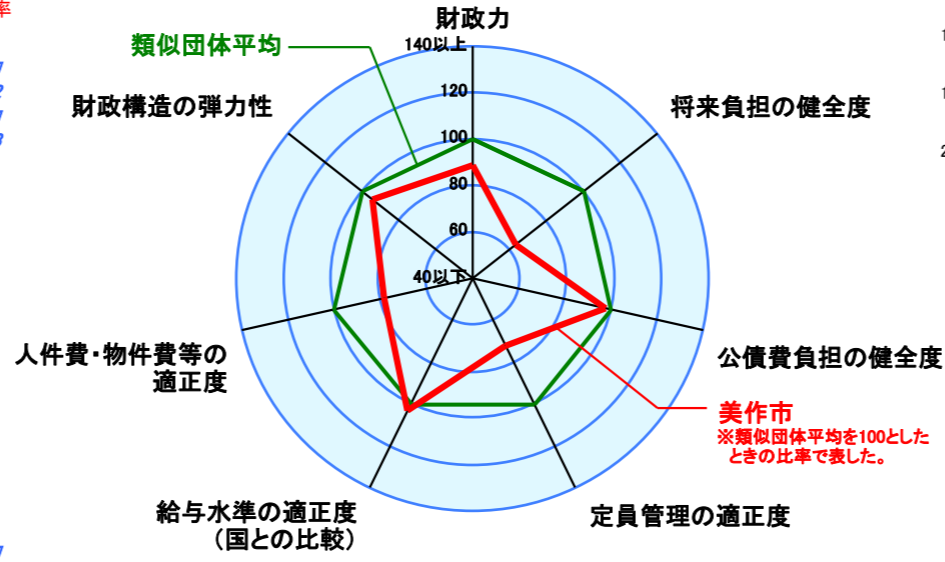 率
財政力
140以上
類似団体平均
120
財政構造の弾力性
将来負担の健全度
100
80
60
40以下
人件費・物件費等の
適正度
公債費負担の健全度
美作市
※類似団体平均を100とした
ときの比率で表した。
給与水準の適正度
（国との比較）
定員管理の適正度